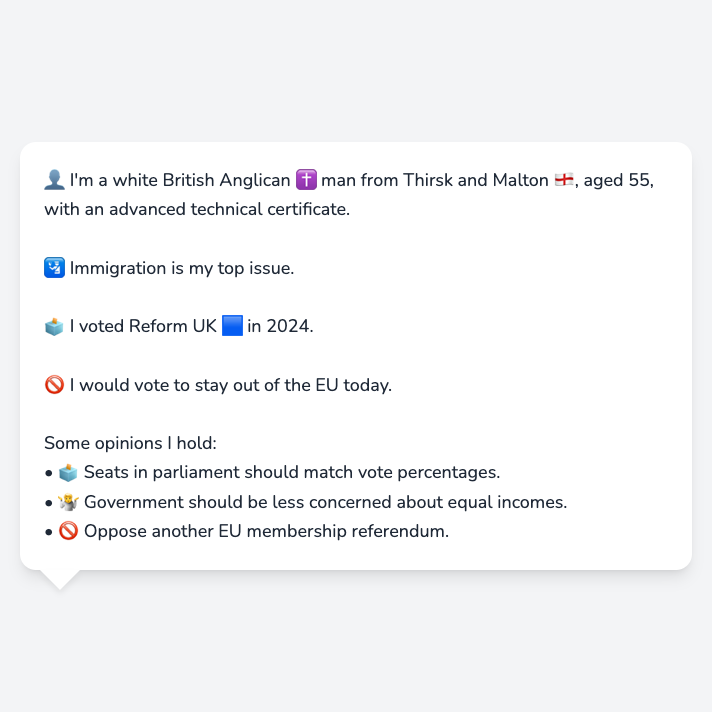 👤 I'm a white British Anglican ✝️ man from Thirsk and Malton 🏴󠁧󠁢󠁥󠁮󠁧󠁿, aged 55,
with an advanced technical certificate.
🛂 Immigration is my top issue.
🗳️ I voted Reform UK 🟦 in 2024.
🚫 I would vote to stay out of the EU today.
Some opinions I hold:
• 🗳️ Seats in parliament should match vote percentages.
• 🤷 Government should be less concerned about equal incomes.
• 🚫 Oppose another EU membership referendum.